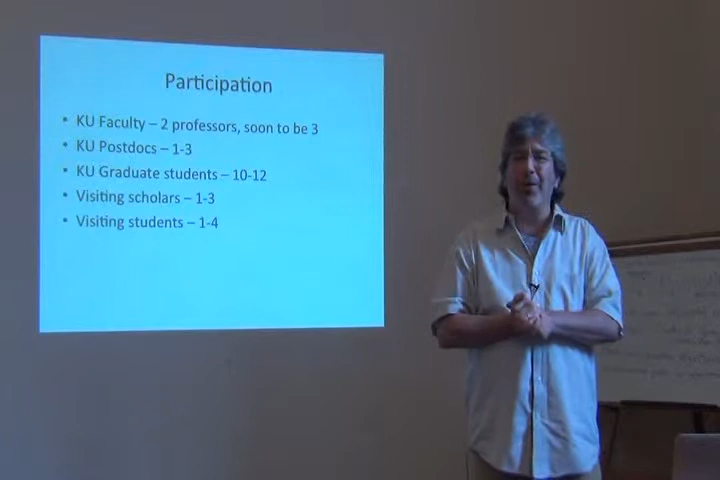 Participation
• KU Faculty – 2 professors, soon to be 3
• KU Postdocs – 1-3
• KU Graduate students – 10-12
• Visiting scholars – 1-3
• Visiting students – 1-4